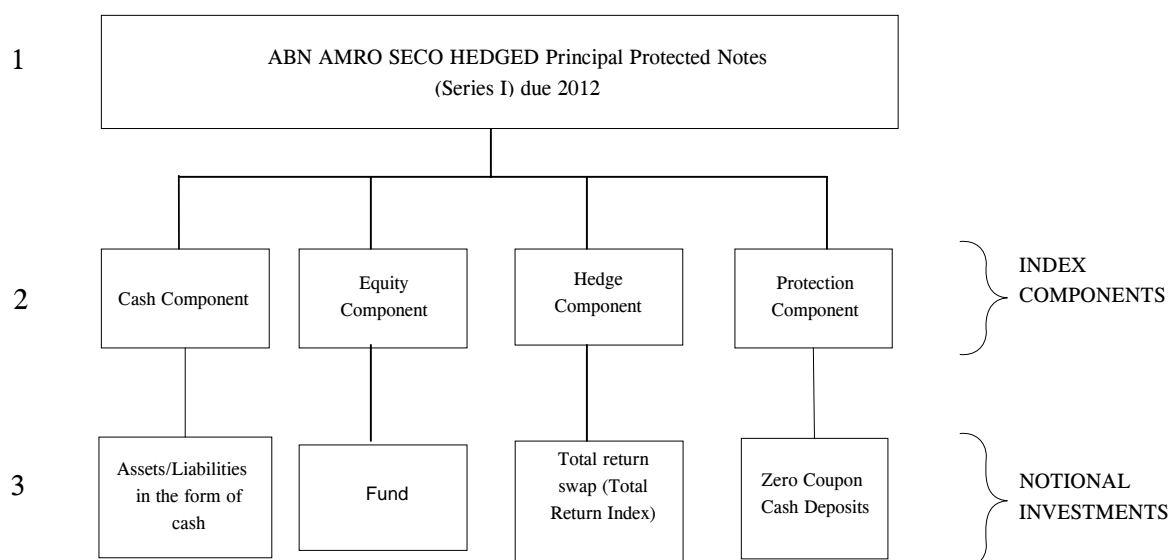 1
ABN AMRO SECO HEDGED Principal Protected Notes
(Series I) due 2012
2
Cash Component
Equity
Component
Hedge
Component
Protection
Component
INDEX
COMPONENTS
3
Assets/Liabilities
in the form of
cash
Fund
Total return
swap (Total
Return Index)
Zero Coupon
Cash Deposits
NOTIONAL
INVESTMENTS